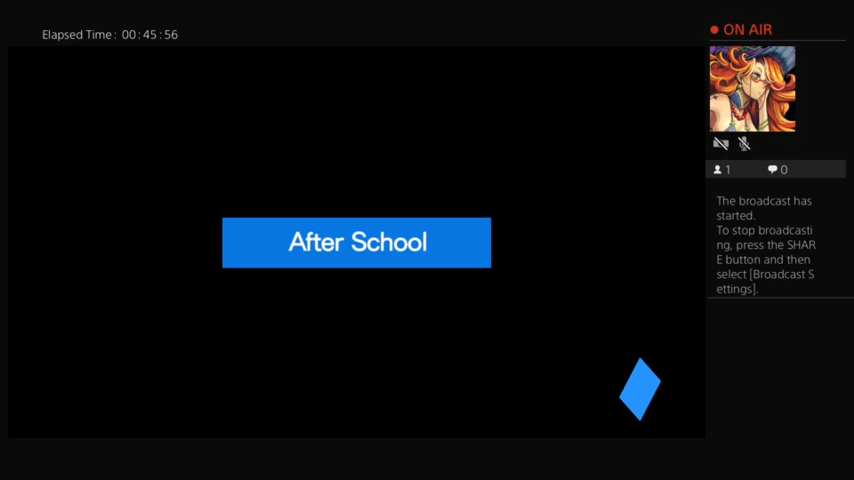 Elapsed Time : 00:45:56
ON AIR
After School
1 0
The broadcast has
started.
To stop broadcasti
ng, press the SHAR
E button and then
select [Broadcast S
ettings].